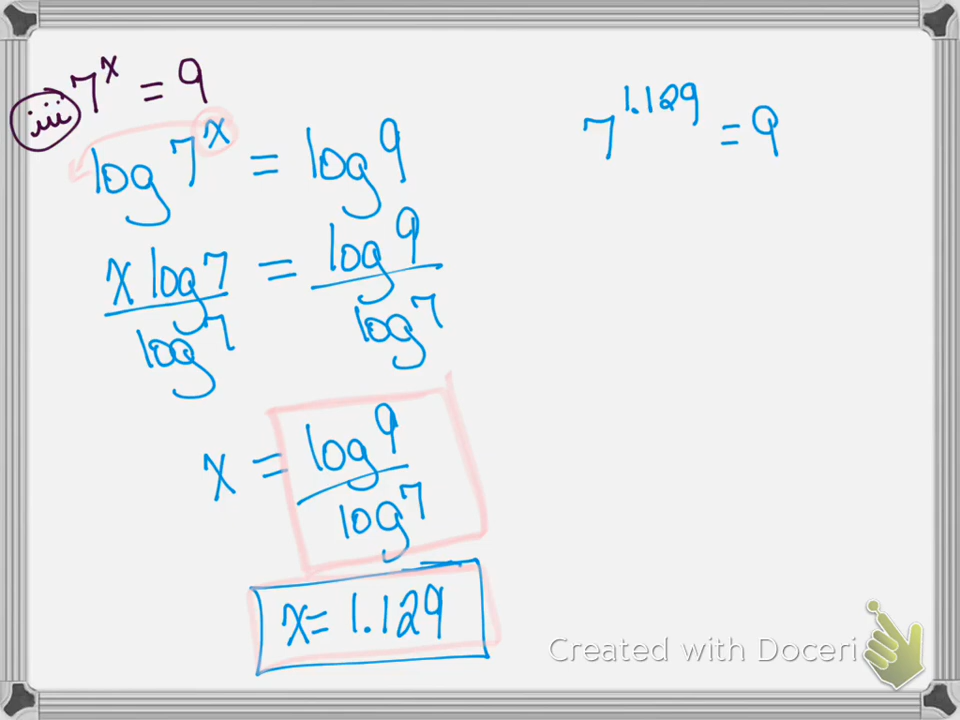 iii 7^x = 9
log 7^x = log 9
x log 7 = log 9
log 7 log 7
x = log 9
log 7
x = 1.129
7^1.129 = 9
Created with Doceri